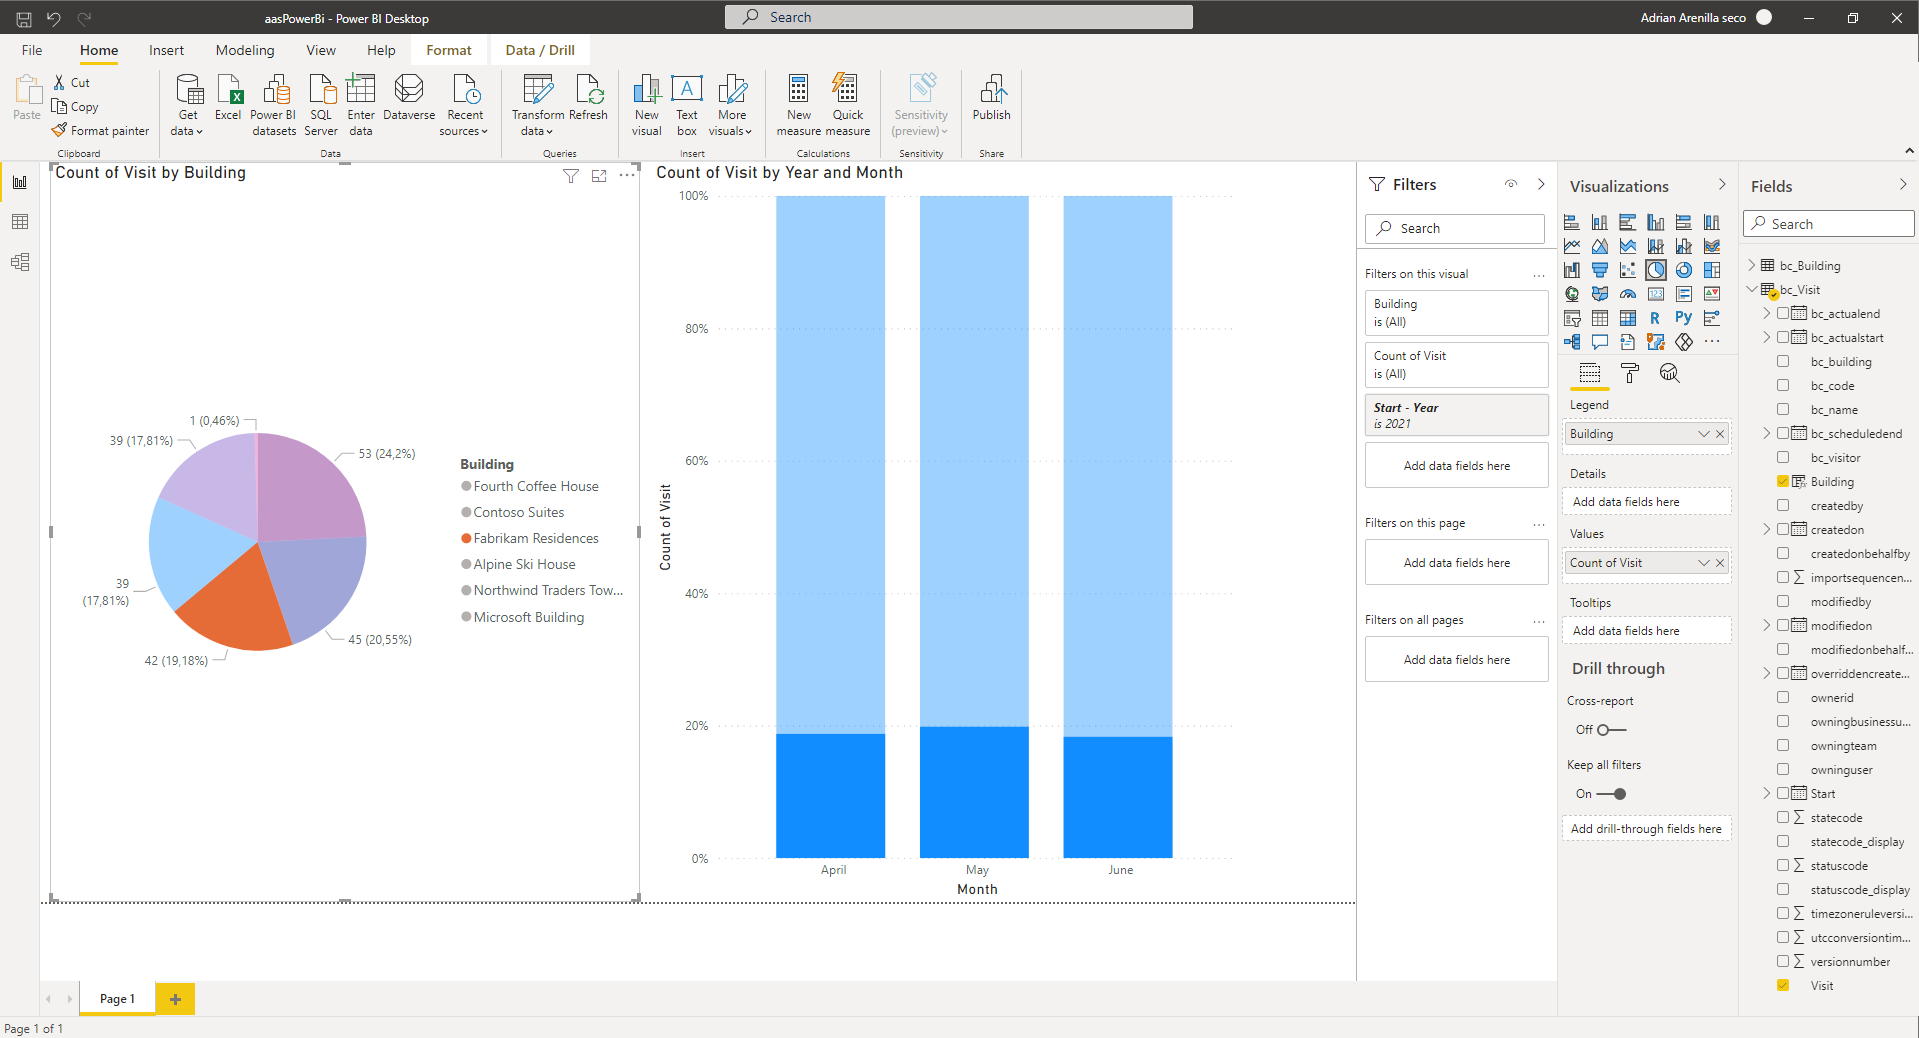 aasPowerBi - Power BI Desktop
Search
Adrian Arenilla seco
File
Home
Insert
Modeling
View
Help
Format
Data / Drill
Paste
Cut
Copy
Format painter
Clipboard
Get data
Excel
Power BI datasets
SQL Server
Enter data
Dataverse
Recent sources
Data
Transform data
Refresh
Queries
New visual
A
Text box
More visuals
Insert
New measure
Quick measure
Calculations
Sensitivity (preview)
Sensitivity
Publish
Share
Count of Visit by Building
1 (0,46%)
39 (17,81%)
53 (24,2%)
39
(17,81%)
45 (20,55%)
42 (19,18%)
Building
Fourth Coffee House
Contoso Suites
Fabrikam Residences
Alpine Ski House
Northwind Traders Tow...
Microsoft Building
Count of Visit by Year and Month
100%
80%
60%
40%
20%
0%
Count of Visit
April
May
June
Month
Filters
Search
Filters on this visual
Building
is (All)
Count of Visit
is (All)
Start - Year
is 2021
Add data fields here
Filters on this page
Add data fields here
Filters on all pages
Add data fields here
Visualizations
123
R
Py
Legend
Building
Details
Add data fields here
Values
Count of Visit
Tooltips
Add data fields here
Drill through
Cross-report
Off
Keep all filters
On
Add drill-through fields here
Fields
Search
bc_Building
bc_Visit
bc_actualend
bc_actualstart
bc_building
bc_code
bc_name
bc_scheduledend
bc_visitor
Building
createdby
createdon
createdonbehalfby
importsequencen...
modifiedby
modifiedon
modifiedonbehalf...
overriddencreate...
ownerid
owningbusinessu...
owningteam
owninguser
Start
statecode
statecode_display
statuscode
statuscode_display
timezoneruleversi...
utcconversiontim...
versionnumber
Visit
Page 1
Page 1 of 1